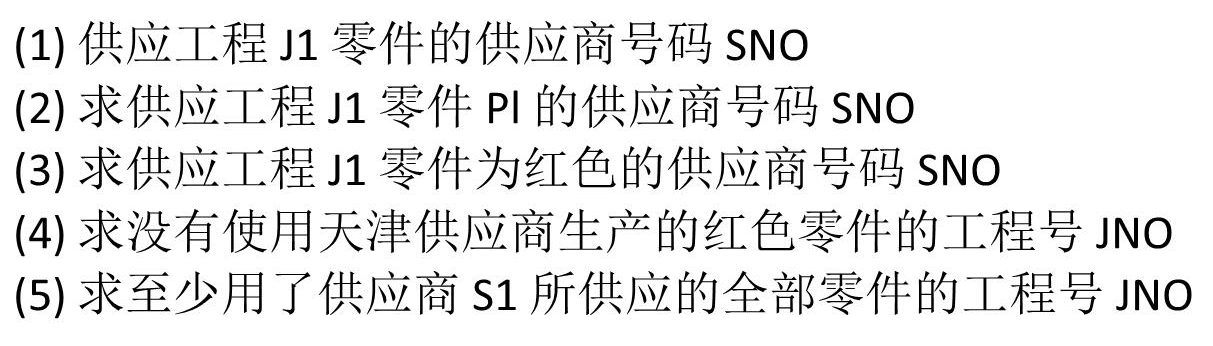 (1) 供应工程 J1 零件的供应商号码 SNO
(2) 求供应工程 J1 零件 Pl 的供应商号码 SNO
(3) 求供应工程 J1 零件为红色的供应商号码 SNO
(4) 求没有使用天津供应商生产的红色零件的工程号 JNO
(5) 求至少用了供应商 S1 所供应的全部零件的工程号 JNO